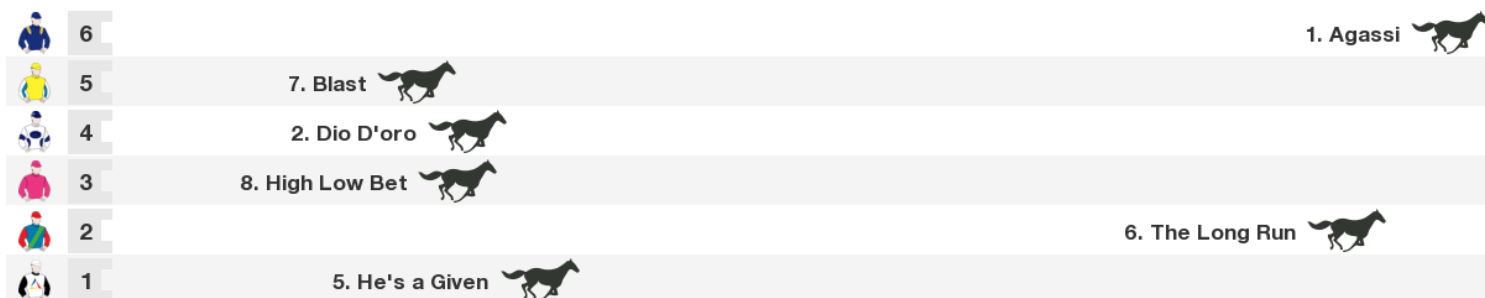 6 1. Agassi
5 7. Blast
4 2. Dio D'oro
3 8. High Low Bet
2 6. The Long Run
1 5. He's a Given